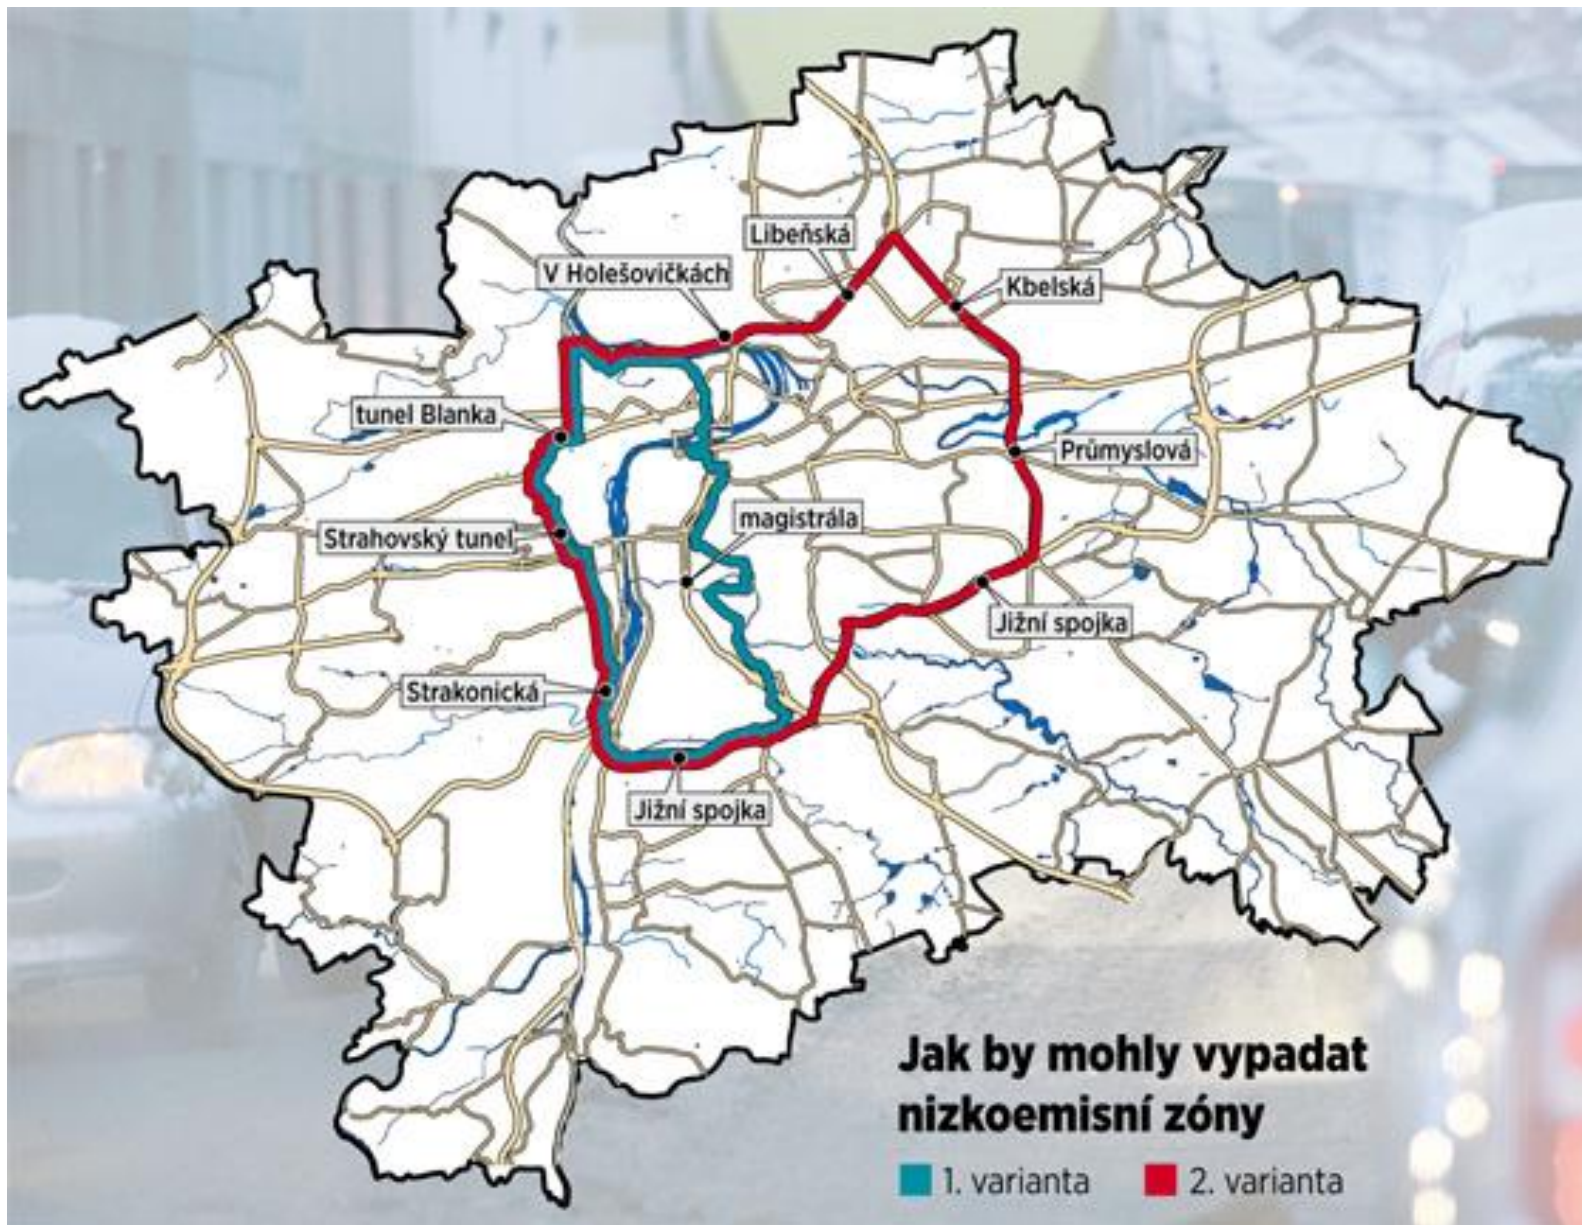 Libeňská
V Holešovičkách
Kbelská
tunel Blanka
Průmyslová
magistrála
Strahovský tunel
Jižní spojka
Strakonická
Jižní spojka
Jak by mohly vypadat
nizkoemisní zóny
1. varianta
2. varianta